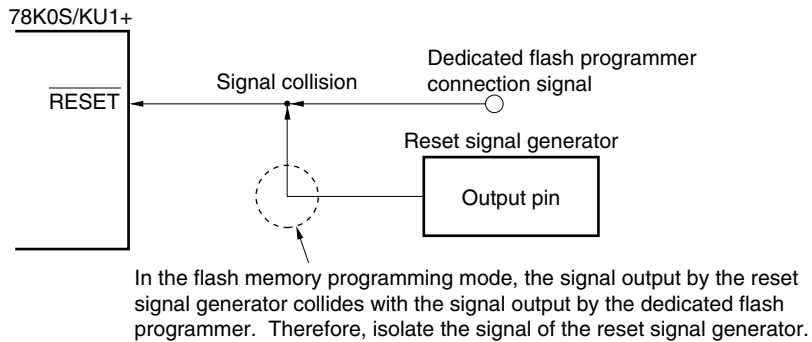 78K0S/KU1+
Dedicated flash programmer
connection signal
Signal collision
RESET
Reset signal generator
Output pin
In the flash memory programming mode, the signal output by the reset
signal generator collides with the signal output by the dedicated flash
programmer.  Therefore, isolate the signal of the reset signal generator.